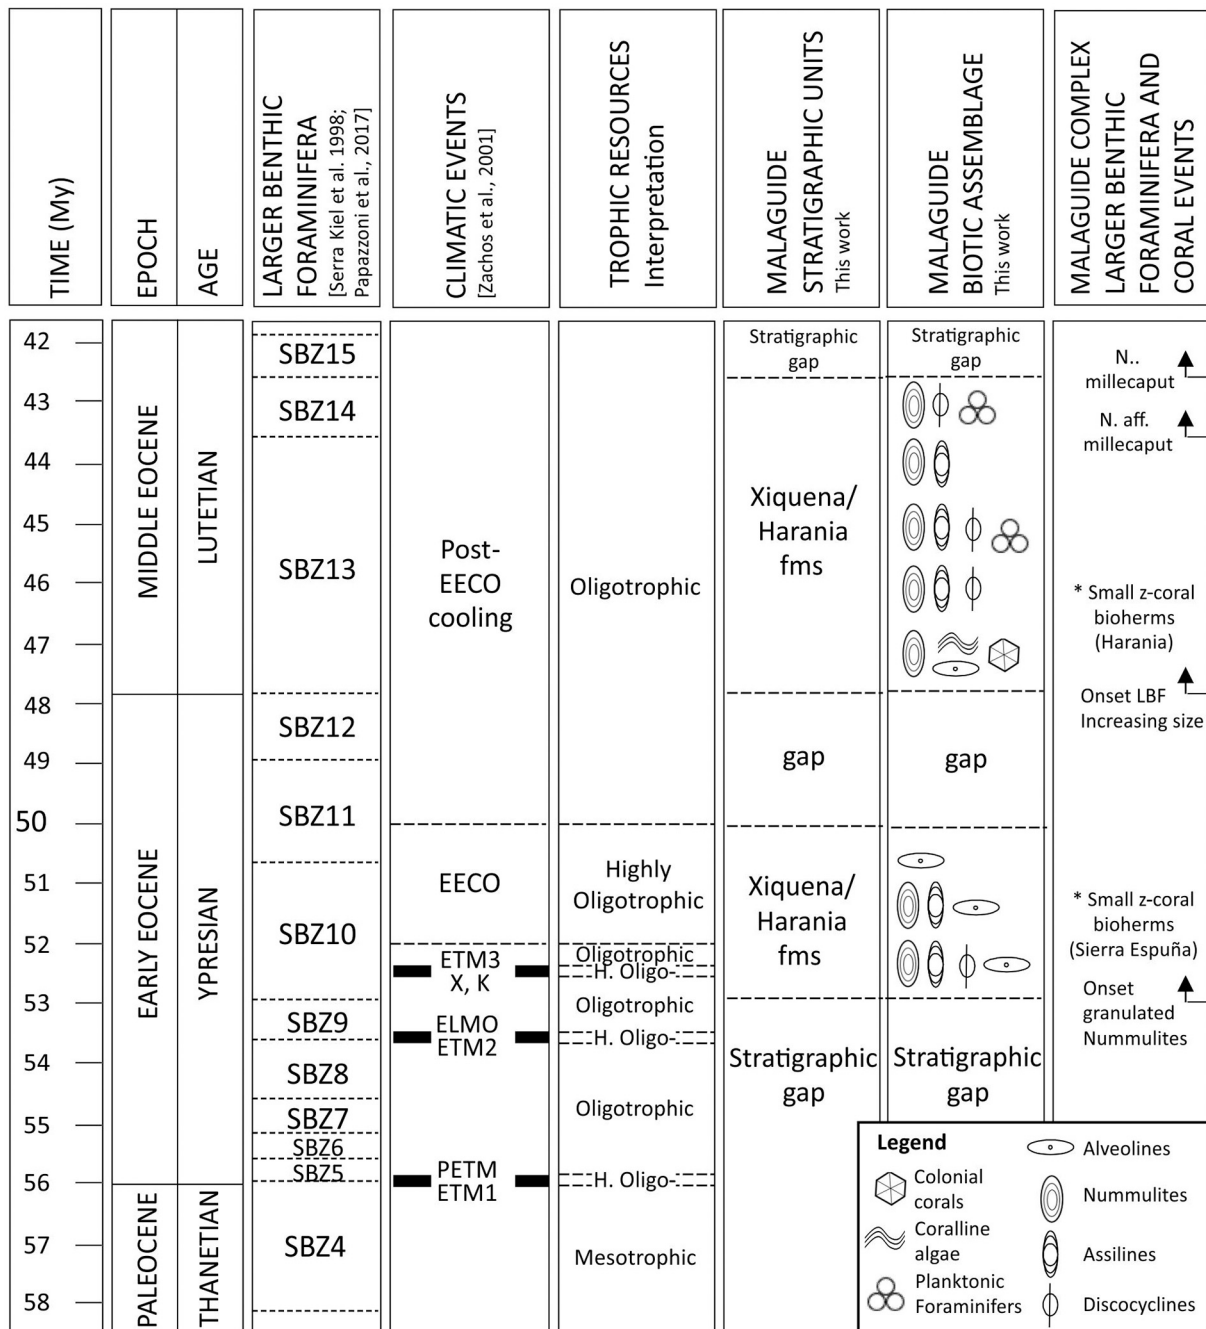 TIME (My)
EPOCH
AGE
LARGER BENTHIC
FORAMINIFERA
[Serra Kiel et al. 1998;
Papazzoni et al., 2017]
CLIMATIC EVENTS
[Zachos et al., 2001]
TROPHIC RESOURCES
Interpretation
MALAGUIDE
STRATIGRAPHIC UNITS
This work
MALAGUIDE
BIOTIC ASSEMBLAGE
This work
MALAGUIDE COMPLEX
LARGER BENTHIC
FORAMINIFERA AND
CORAL EVENTS
42
43
44
45
46
47
48
49
50
51
52
53
54
55
56
57
58
MIDDLE EOCENE
EARLY EOCENE
PALEOCENE
LUTETIAN
YPRESIAN
THANETIAN
SBZ15
SBZ14
SBZ13
SBZ12
SBZ11
SBZ10
SBZ9
SBZ8
SBZ7
SBZ6
SBZ5
SBZ4
Post-
EECO
cooling
EECO
ETM3
X, K
ELMO
ETM2
PETM
ETM1
Oligotrophic
Highly
Oligotrophic
Oligotrophic
H. Oligo-
Oligotrophic
H. Oligo-
Oligotrophic
H. Oligo-
Mesotrophic
Stratigraphic
gap
Xiquena/
Harania
fms
gap
Xiquena/
Harania
fms
Stratigraphic
gap
Stratigraphic
gap
gap
Stratigraphic
gap
N..
millecaput
N. aff.
millecaput
* Small z-coral
bioherms
(Harania)
Onset LBF
Increasing size
* Small z-coral
bioherms
(Sierra Espuña)
Onset
granulated
Nummulites
Legend
Colonial
corals
Coralline
algae
Planktonic
Foraminifers
Alveolines
Nummulites
Assilines
Discocyclines